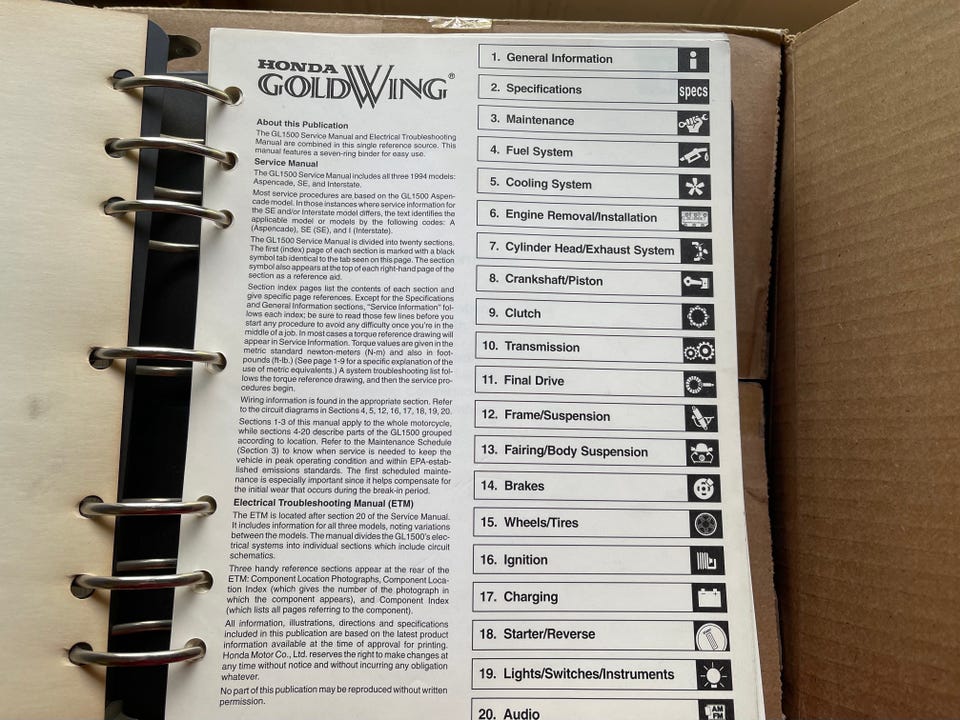 HONDA
GOLDWING®
About this Publication
The GL1500 Service Manual and Electrical Troubleshooting
Manual are combined in this single reference source. This
manual features a seven-ring binder for easy use.
Service Manual
The GL1500 Service Manual includes all three 1994 models:
Aspencade, SE, and Interstate.
Most service procedures are based on the GL1500 Aspen-
cade model. In those instances where service information for
the SE and/or Interstate model differs, the text identifies the
applicable model or models by the following codes: A
(Aspencade), SE (SE), and I (Interstate).
The GL1500 Service Manual is divided into twenty sections.
The first (index) page of each section is marked with a black
symbol tab identical to the tab seen on this page. The section
symbol also appears at the top of each right-hand page of the
section as a reference aid.
Section index pages list the contents of each section and
give specific page references. Except for the Specifications
and General Information sections, "Service Information" fol-
lows each index; be sure to read those few lines before you
start any procedure to avoid any difficulty once you're in the
middle of a job. In most cases a torque reference drawing will
appear in Service Information. Torque values are given in the
metric standard newton-meters (N-m) and also in foot-
pounds (ft-lb.) (See page 1-9 for a specific explanation of the
use of metric equivalents.) A system troubleshooting list fol-
lows the torque reference drawing, and then the service pro-
cedures begin.
Wiring information is found in the appropriate section. Refer
to the circuit diagrams in Sections 4, 5, 12, 16, 17, 18, 19, 20.
Sections 1-3 of this manual apply to the whole motorcycle,
while sections 4-20 describe parts of the GL1500 grouped
according to location. Refer to the Maintenance Schedule
(Section 3) to know when service is needed to keep the
vehicle in peak operating condition and within EPA-estab-
lished emissions standards. The first scheduled mainte-
nance is especially important since it helps compensate for
the initial wear that occurs during the break-in period.
Electrical Troubleshooting Manual (ETM)
The ETM is located after section 20 of the Service Manual.
It includes information for all three models, noting variations
between the models. The manual divides the GL1500's elec-
trical systems into individual sections which include circuit
schematics.
Three handy reference sections appear at the rear of the
ETM: Component Location Photographs, Component Loca-
tion Index (which gives the number of the photograph in
which the component appears), and Component Index
(which lists all pages referring to the component).
All information, illustrations, directions and specifications
included in this publication are based on the latest product
information available at the time of approval for printing.
Honda Motor Co., Ltd. reserves the right to make changes at
any time without notice and without incurring any obligation
whatever.
No part of this publication may be reproduced without written
permission.
1. General Information i
2. Specifications specs
3. Maintenance
4. Fuel System
5. Cooling System
6. Engine Removal/Installation
7. Cylinder Head/Exhaust System
8. Crankshaft/Piston
9. Clutch
10. Transmission
11. Final Drive
12. Frame/Suspension
13. Fairing/Body Suspension
14. Brakes
15. Wheels/Tires
16. Ignition
17. Charging
18. Starter/Reverse
19. Lights/Switches/Instruments
20. Audio AM
FM